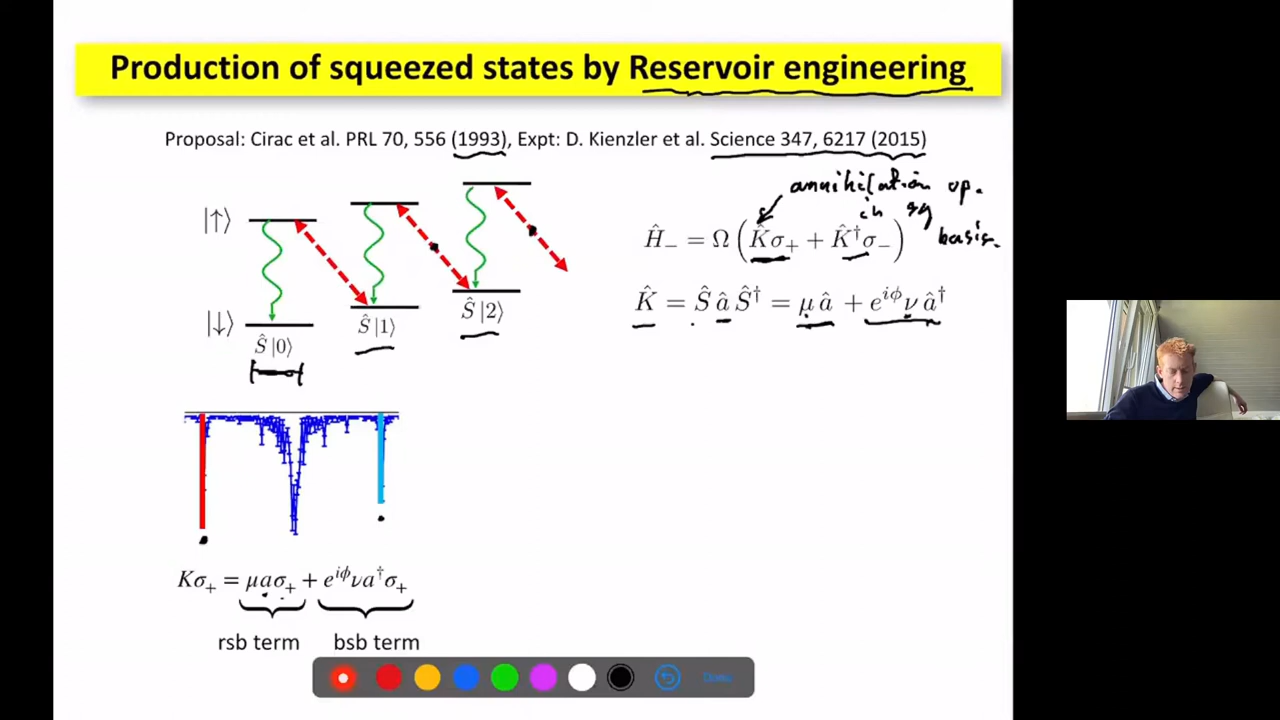 Production of squeezed states by Reservoir engineering
Proposal: Cirac et al. PRL 70, 556 (1993), Expt: D. Kienzler et al. Science 347, 6217 (2015)
annihilation op.
in sq
basis.
|↑⟩
Ĥ₋ = Ω (K̂σ₊ + K̂†σ₋)
K̂ = Ŝ â Ŝ† = μ â + e^{iϕ} ν â†
|↓⟩
Ŝ |0⟩ Ŝ |1⟩ Ŝ |2⟩
Kσ₊ = μaσ₊ + e^{iϕ}νa†σ₊
rsb term bsb term
Done